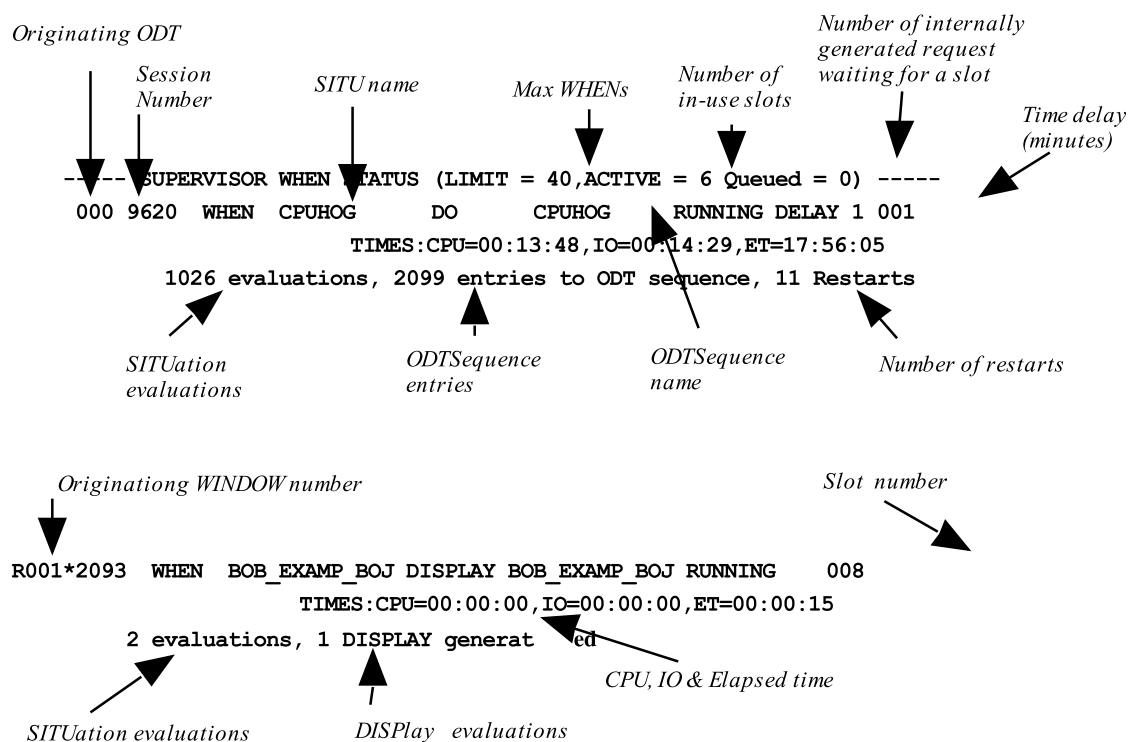 Originating ODT
Session
Number
SITU name
Max WHENs
Number of
in-use slots
Number of internally
generated request
waiting for a slot
Time delay
(minutes)
----- SUPERVISOR WHEN STATUS (LIMIT = 40,ACTIVE = 6 Queued = 0) -----
000 9620 WHEN CPUHOG DO CPUHOG RUNNING DELAY 1 001
TIMES:CPU=00:13:48,IO=00:14:29,ET=17:56:05
1026 evaluations, 2099 entries to ODT sequence, 11 Restarts
SITUation
evaluations
ODTSequence
entries
ODTSequence
name
Number of restarts
Originationg WINDOW number
Slot number
R001*2093 WHEN BOB_EXAMP_BOJ DISPLAY BOB_EXAMP_BOJ RUNNING 008
TIMES:CPU=00:00:00,IO=00:00:00,ET=00:00:15
2 evaluations, 1 DISPLAY generat ed
CPU, IO & Elapsed time
SITUation evaluations
DISPlay evaluations